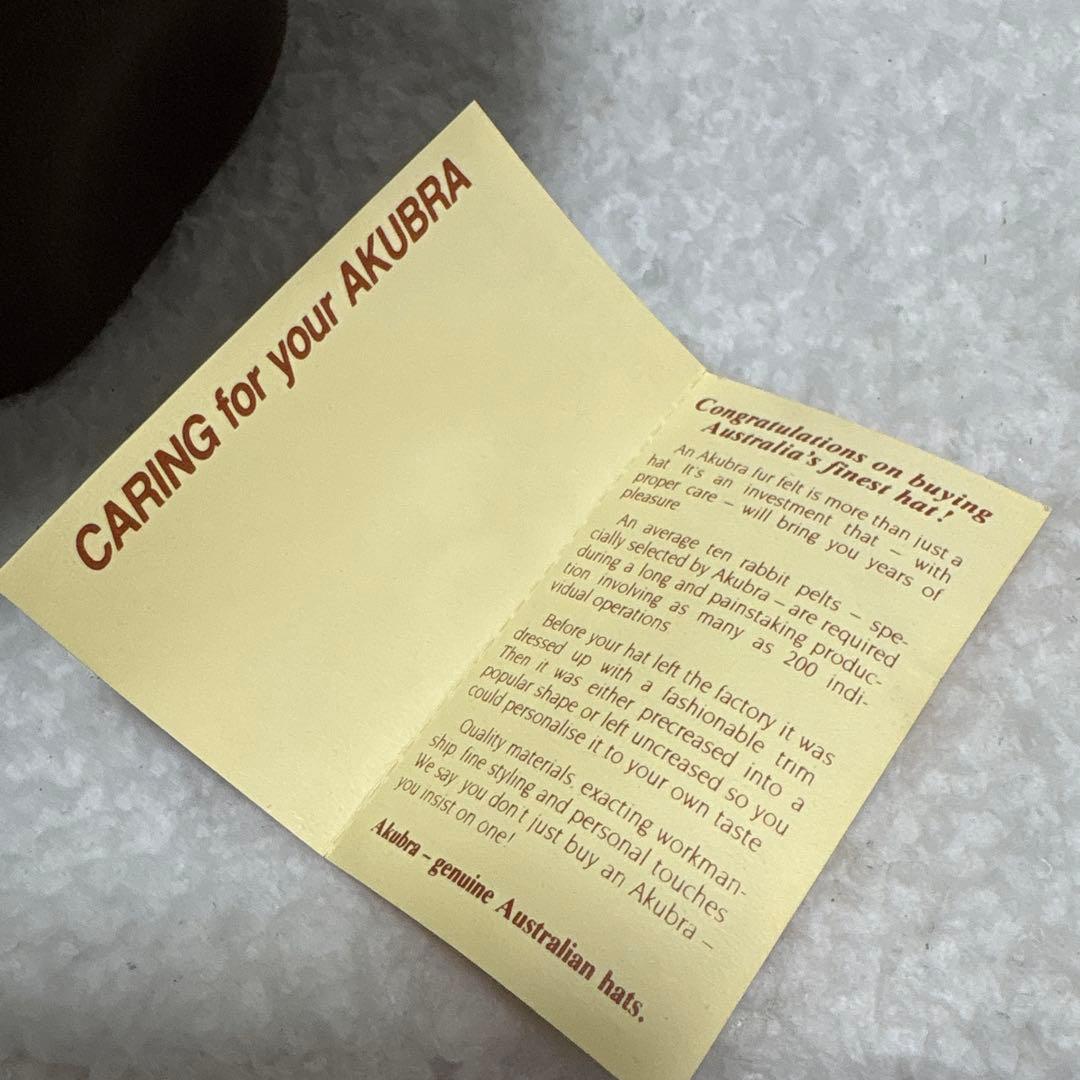 CARING for your AKUBRA
Congratulations on buying
Australia's finest hat!
An Akubra fur felt is more than just a
hat. It's an investment that – with
proper care – will bring you years of
pleasure
An average ten rabbit pelts – spe-
cially selected by Akubra – are required
during a long and painstaking produc-
tion involving as many as 200 indi-
vidual operations
Before your hat left the factory it was
dressed up with a fashionable trim
Then it was either precreased into a
popular shape or left uncreased so you
could personalise it to your own taste
Quality materials, exacting workman-
ship fine styling and personal touches
We say you don't just buy an Akubra –
you insist on one!
Akubra – genuine Australian hats.